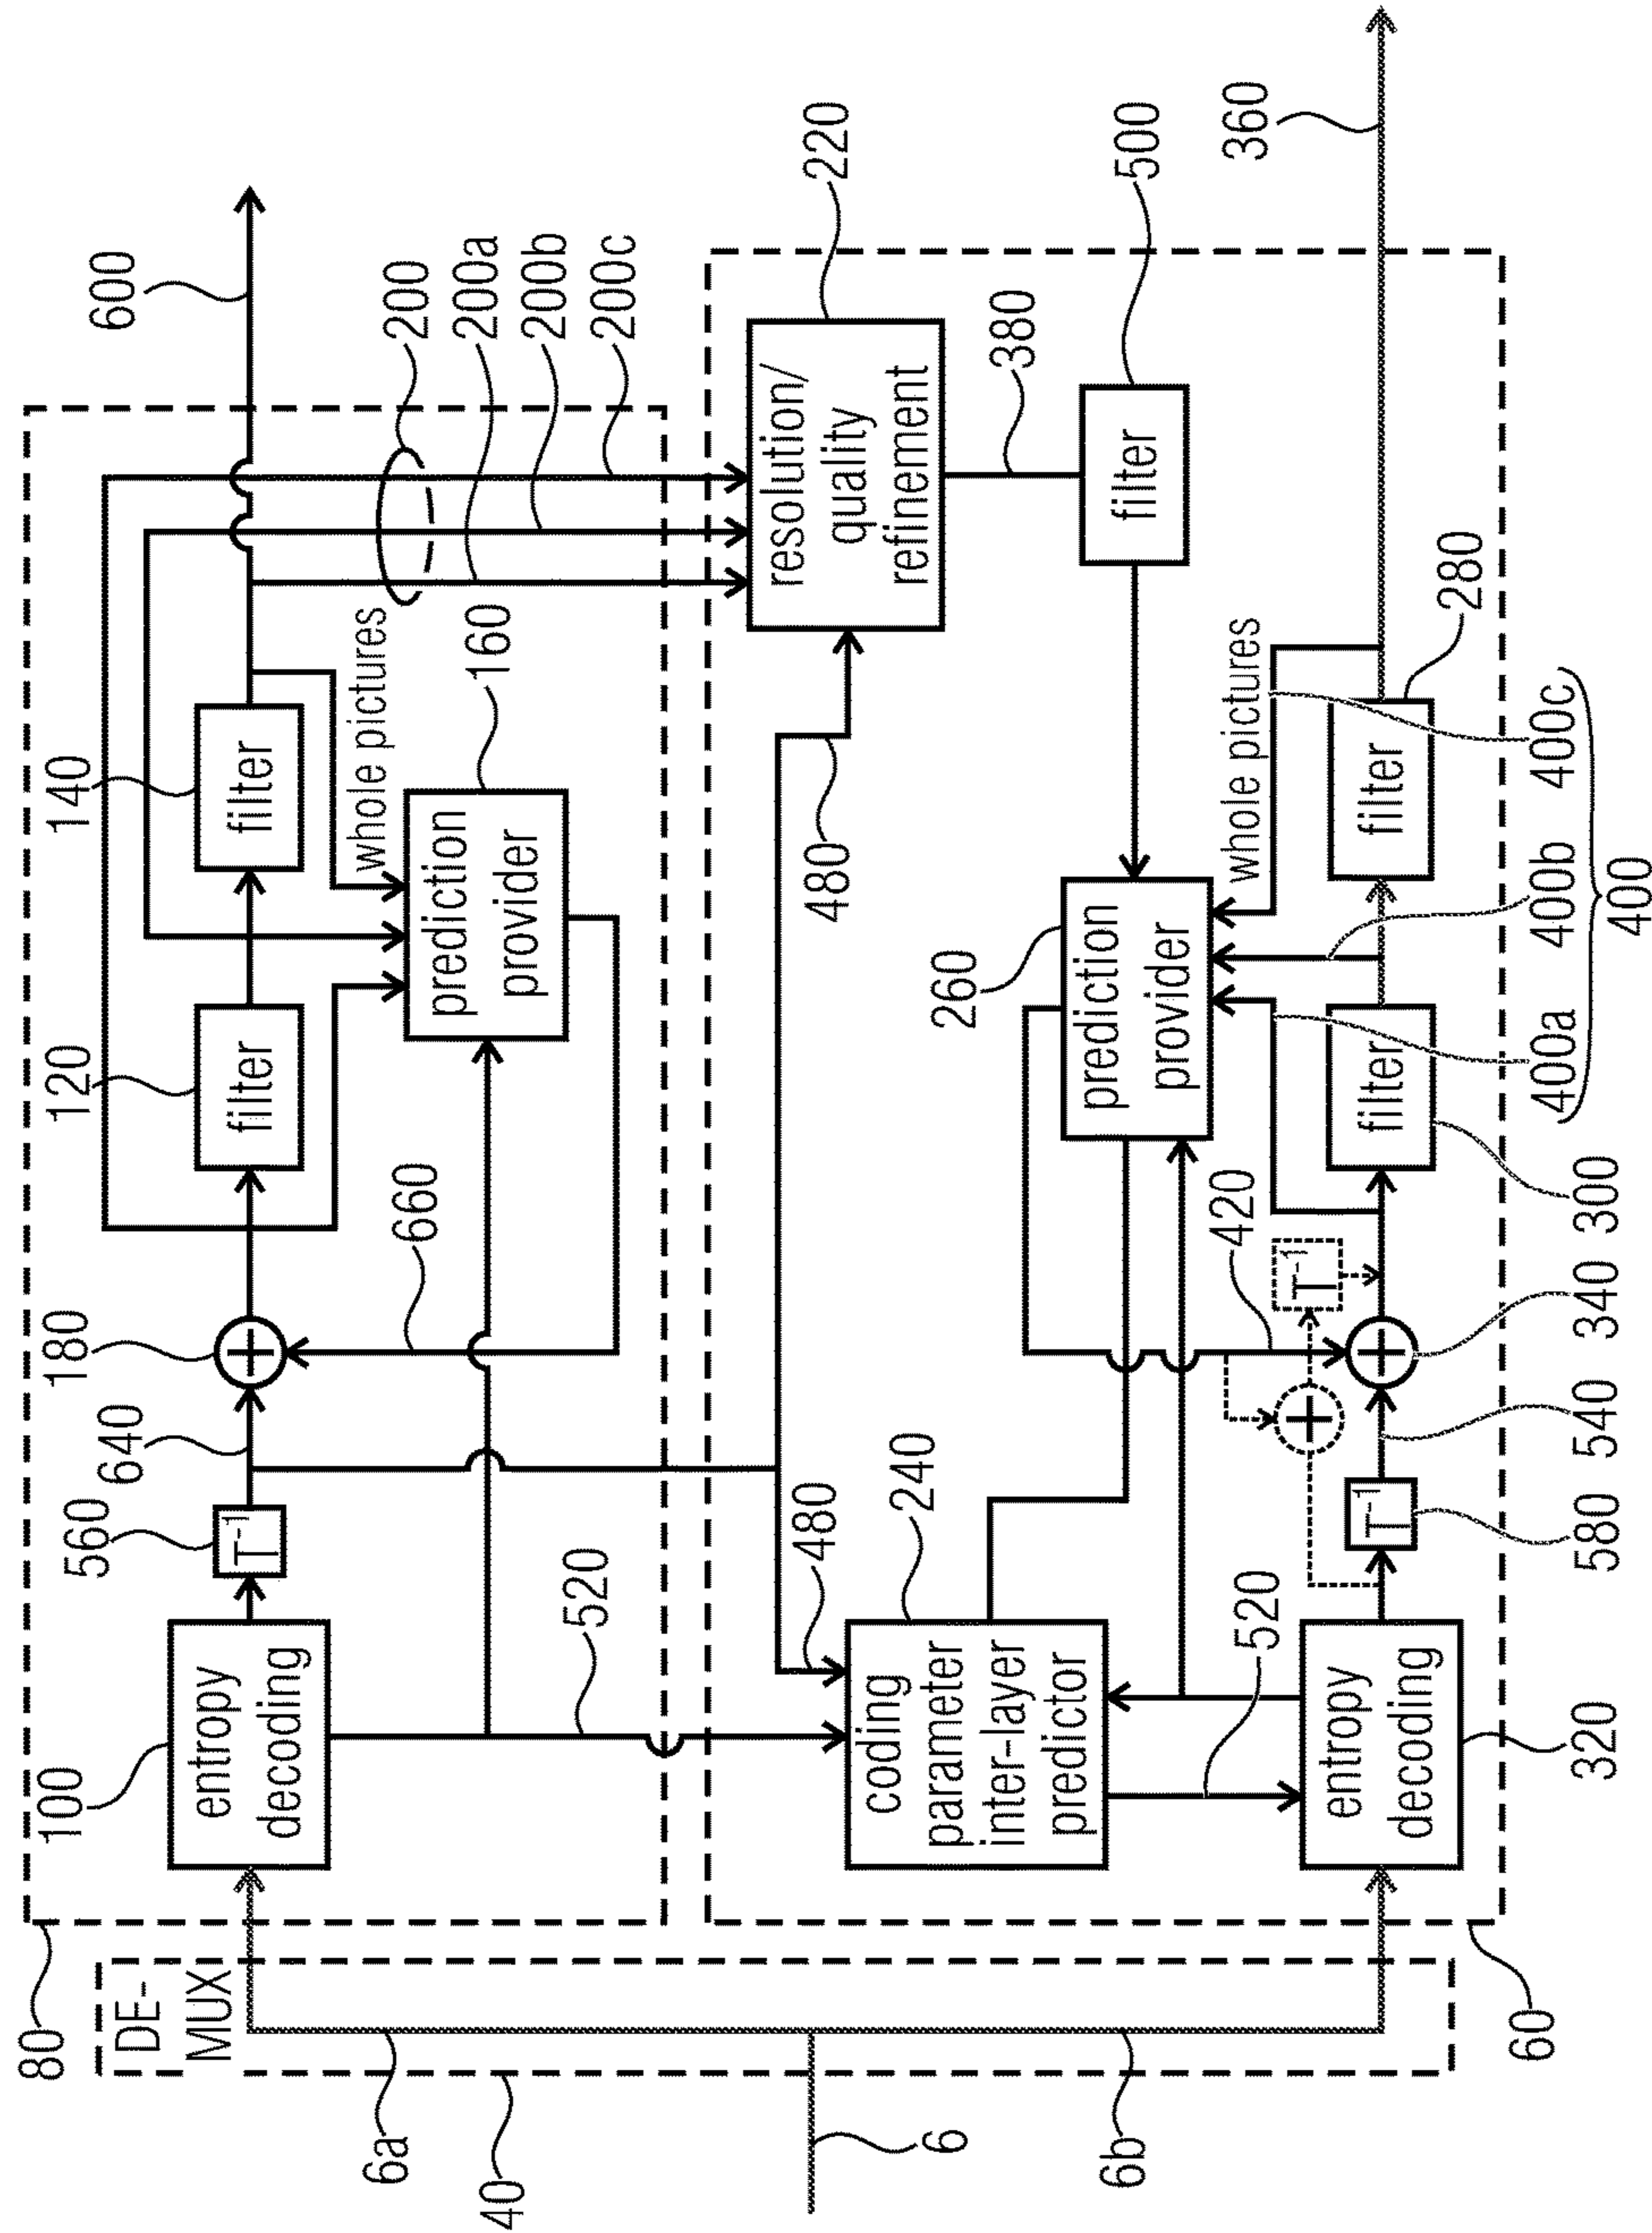 80
DE-
MUX
6a
40
6
6b
60
100
entropy
decoding
560
T⁻¹
640
180
+
120
filter
140
filter
600
520
660
prediction
provider
160
whole pictures
200
200a
200b
200c
480
coding
parameter
inter-layer
predictor
240
480
resolution/
quality
refinement
220
380
filter
500
260
prediction
provider
whole pictures
420
T⁻¹
+
520
entropy
decoding
320
T⁻¹
580
540
+
340
filter
300
filter
280
360
400a
400b
400c
400